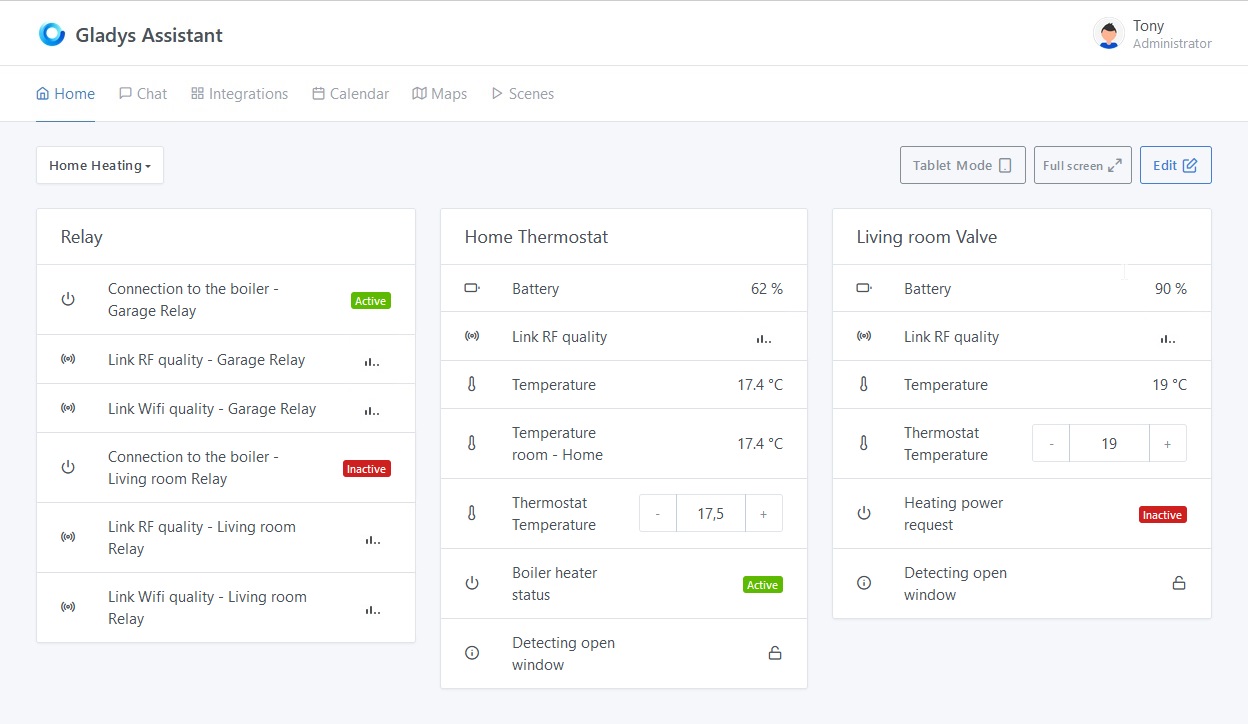 Gladys Assistant
Tony
Administrator
Home
Chat
Integrations
Calendar
Maps
Scenes
Home Heating
Tablet Mode
Full screen
Edit
Relay
Connection to the boiler -
Garage Relay
Active
Link RF quality - Garage Relay
Link Wifi quality - Garage Relay
Connection to the boiler -
Living room Relay
Inactive
Link RF quality - Living room
Relay
Link Wifi quality - Living room
Relay
Home Thermostat
Battery
62 %
Link RF quality
Temperature
17.4 °C
Temperature
room - Home
17.4 °C
Thermostat
Temperature
-
17,5
+
Boiler heater
status
Active
Detecting open
window
Living room Valve
Battery
90 %
Link RF quality
Temperature
19 °C
Thermostat
Temperature
-
19
+
Heating power
request
Inactive
Detecting open
window